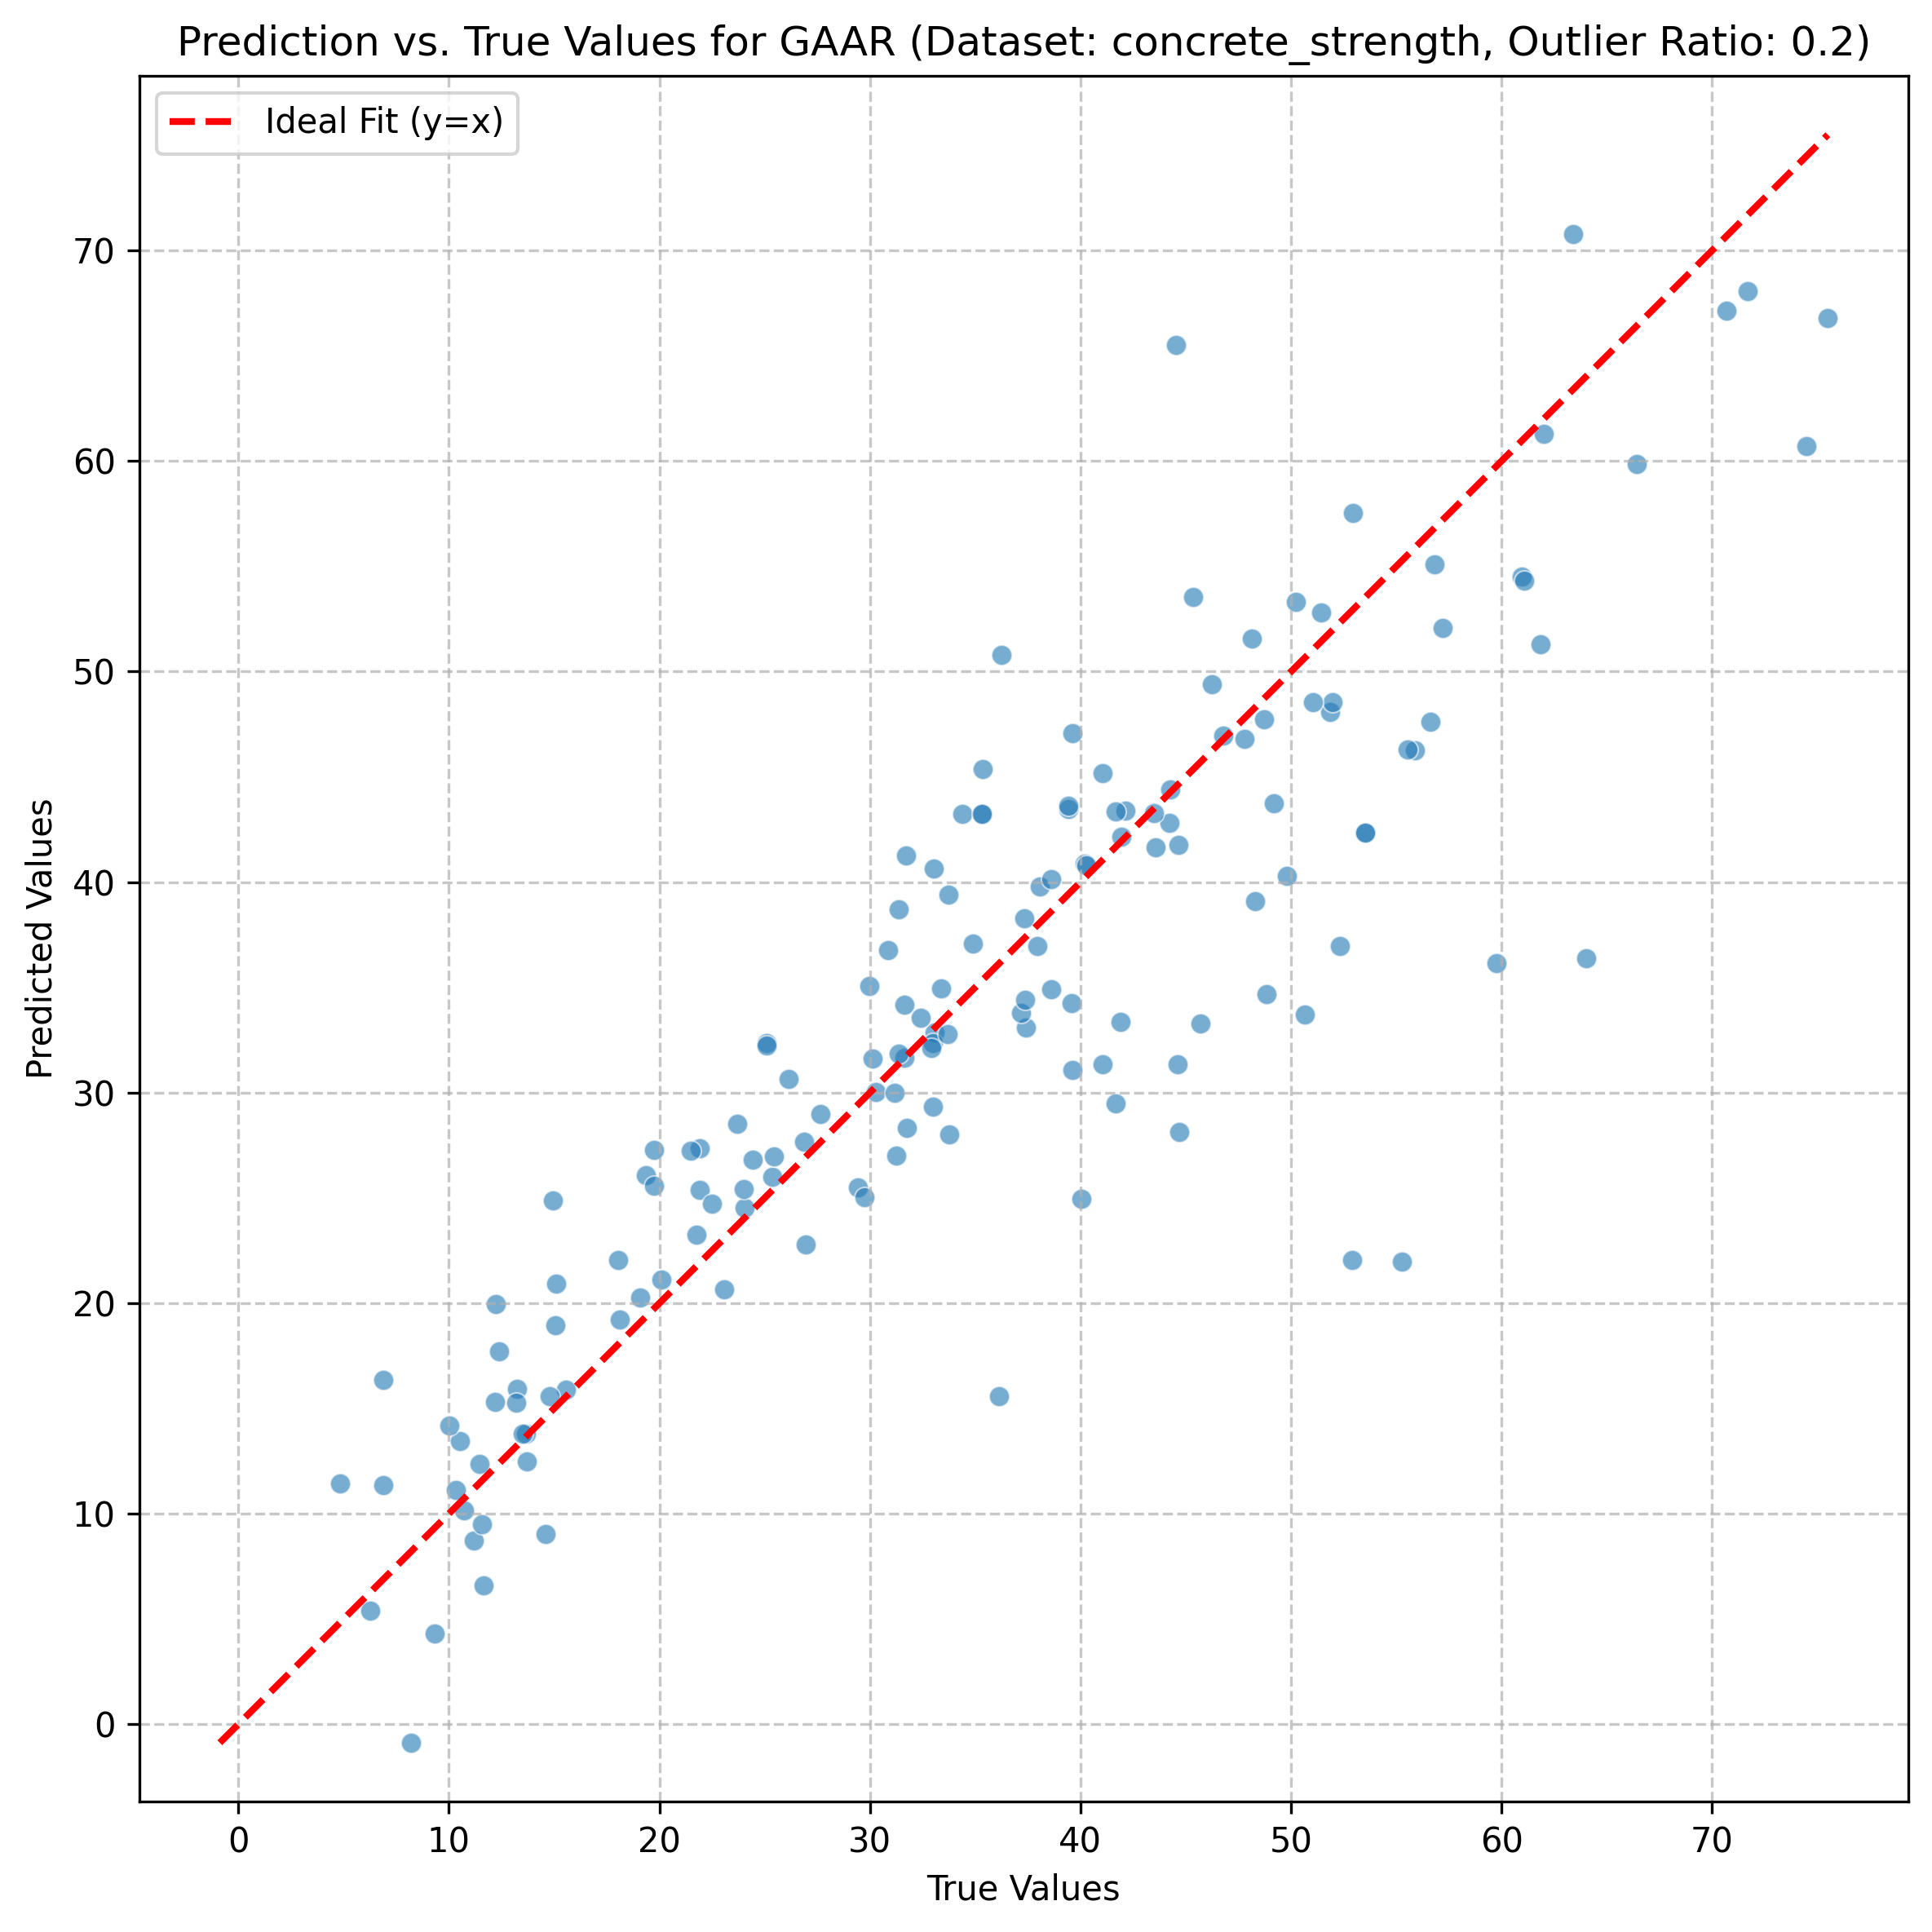 Prediction vs. True Values for GAAR (Dataset: concrete_strength, Outlier Ratio: 0.2)
Ideal Fit (y=x)
70
60
50
40
30
20
10
0
Predicted Values
0 10 20 30 40 50 60 70
True Values